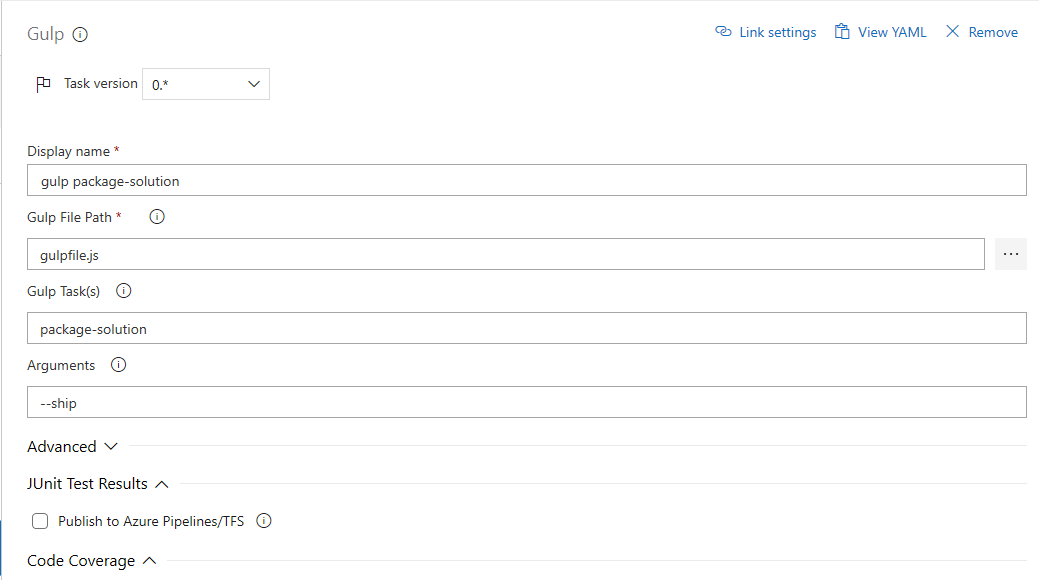 Gulp
Link settings
View YAML
Remove
Task version
0.*
Display name *
gulp package-solution
Gulp File Path *
gulpfile.js
...
Gulp Task(s)
package-solution
Arguments
--ship
Advanced
JUnit Test Results
Publish to Azure Pipelines/TFS
Code Coverage